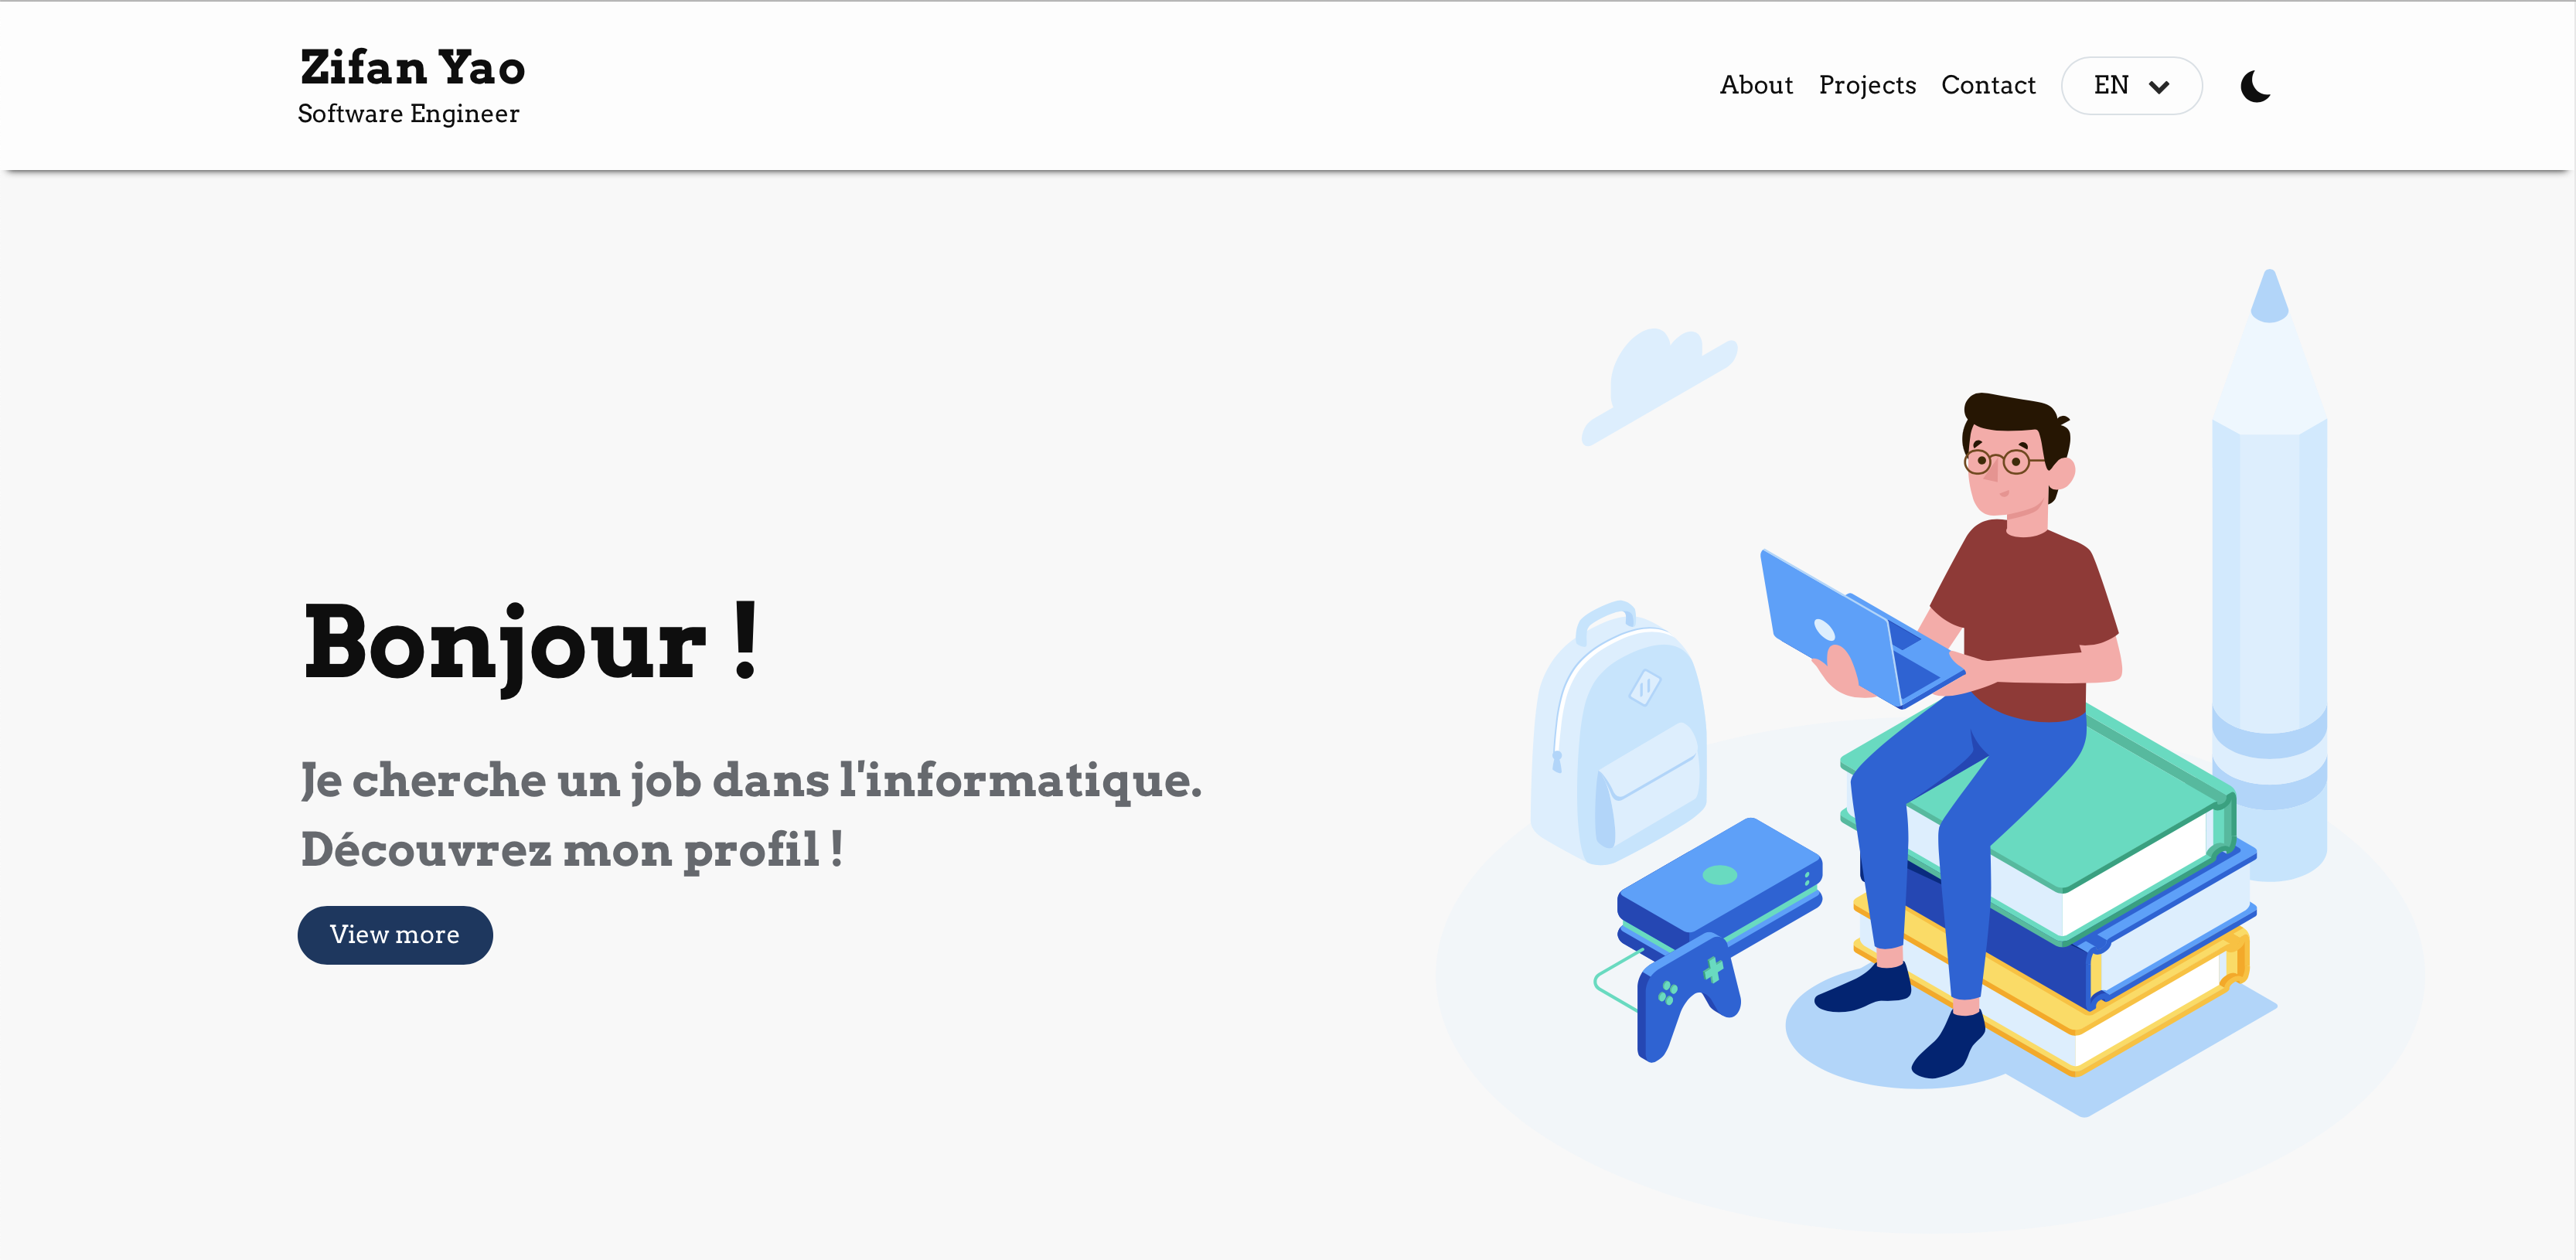 Zifan Yao
Software Engineer
About Projects Contact EN
Bonjour !
Je cherche un job dans l'informatique.
Découvrez mon profil !
View more